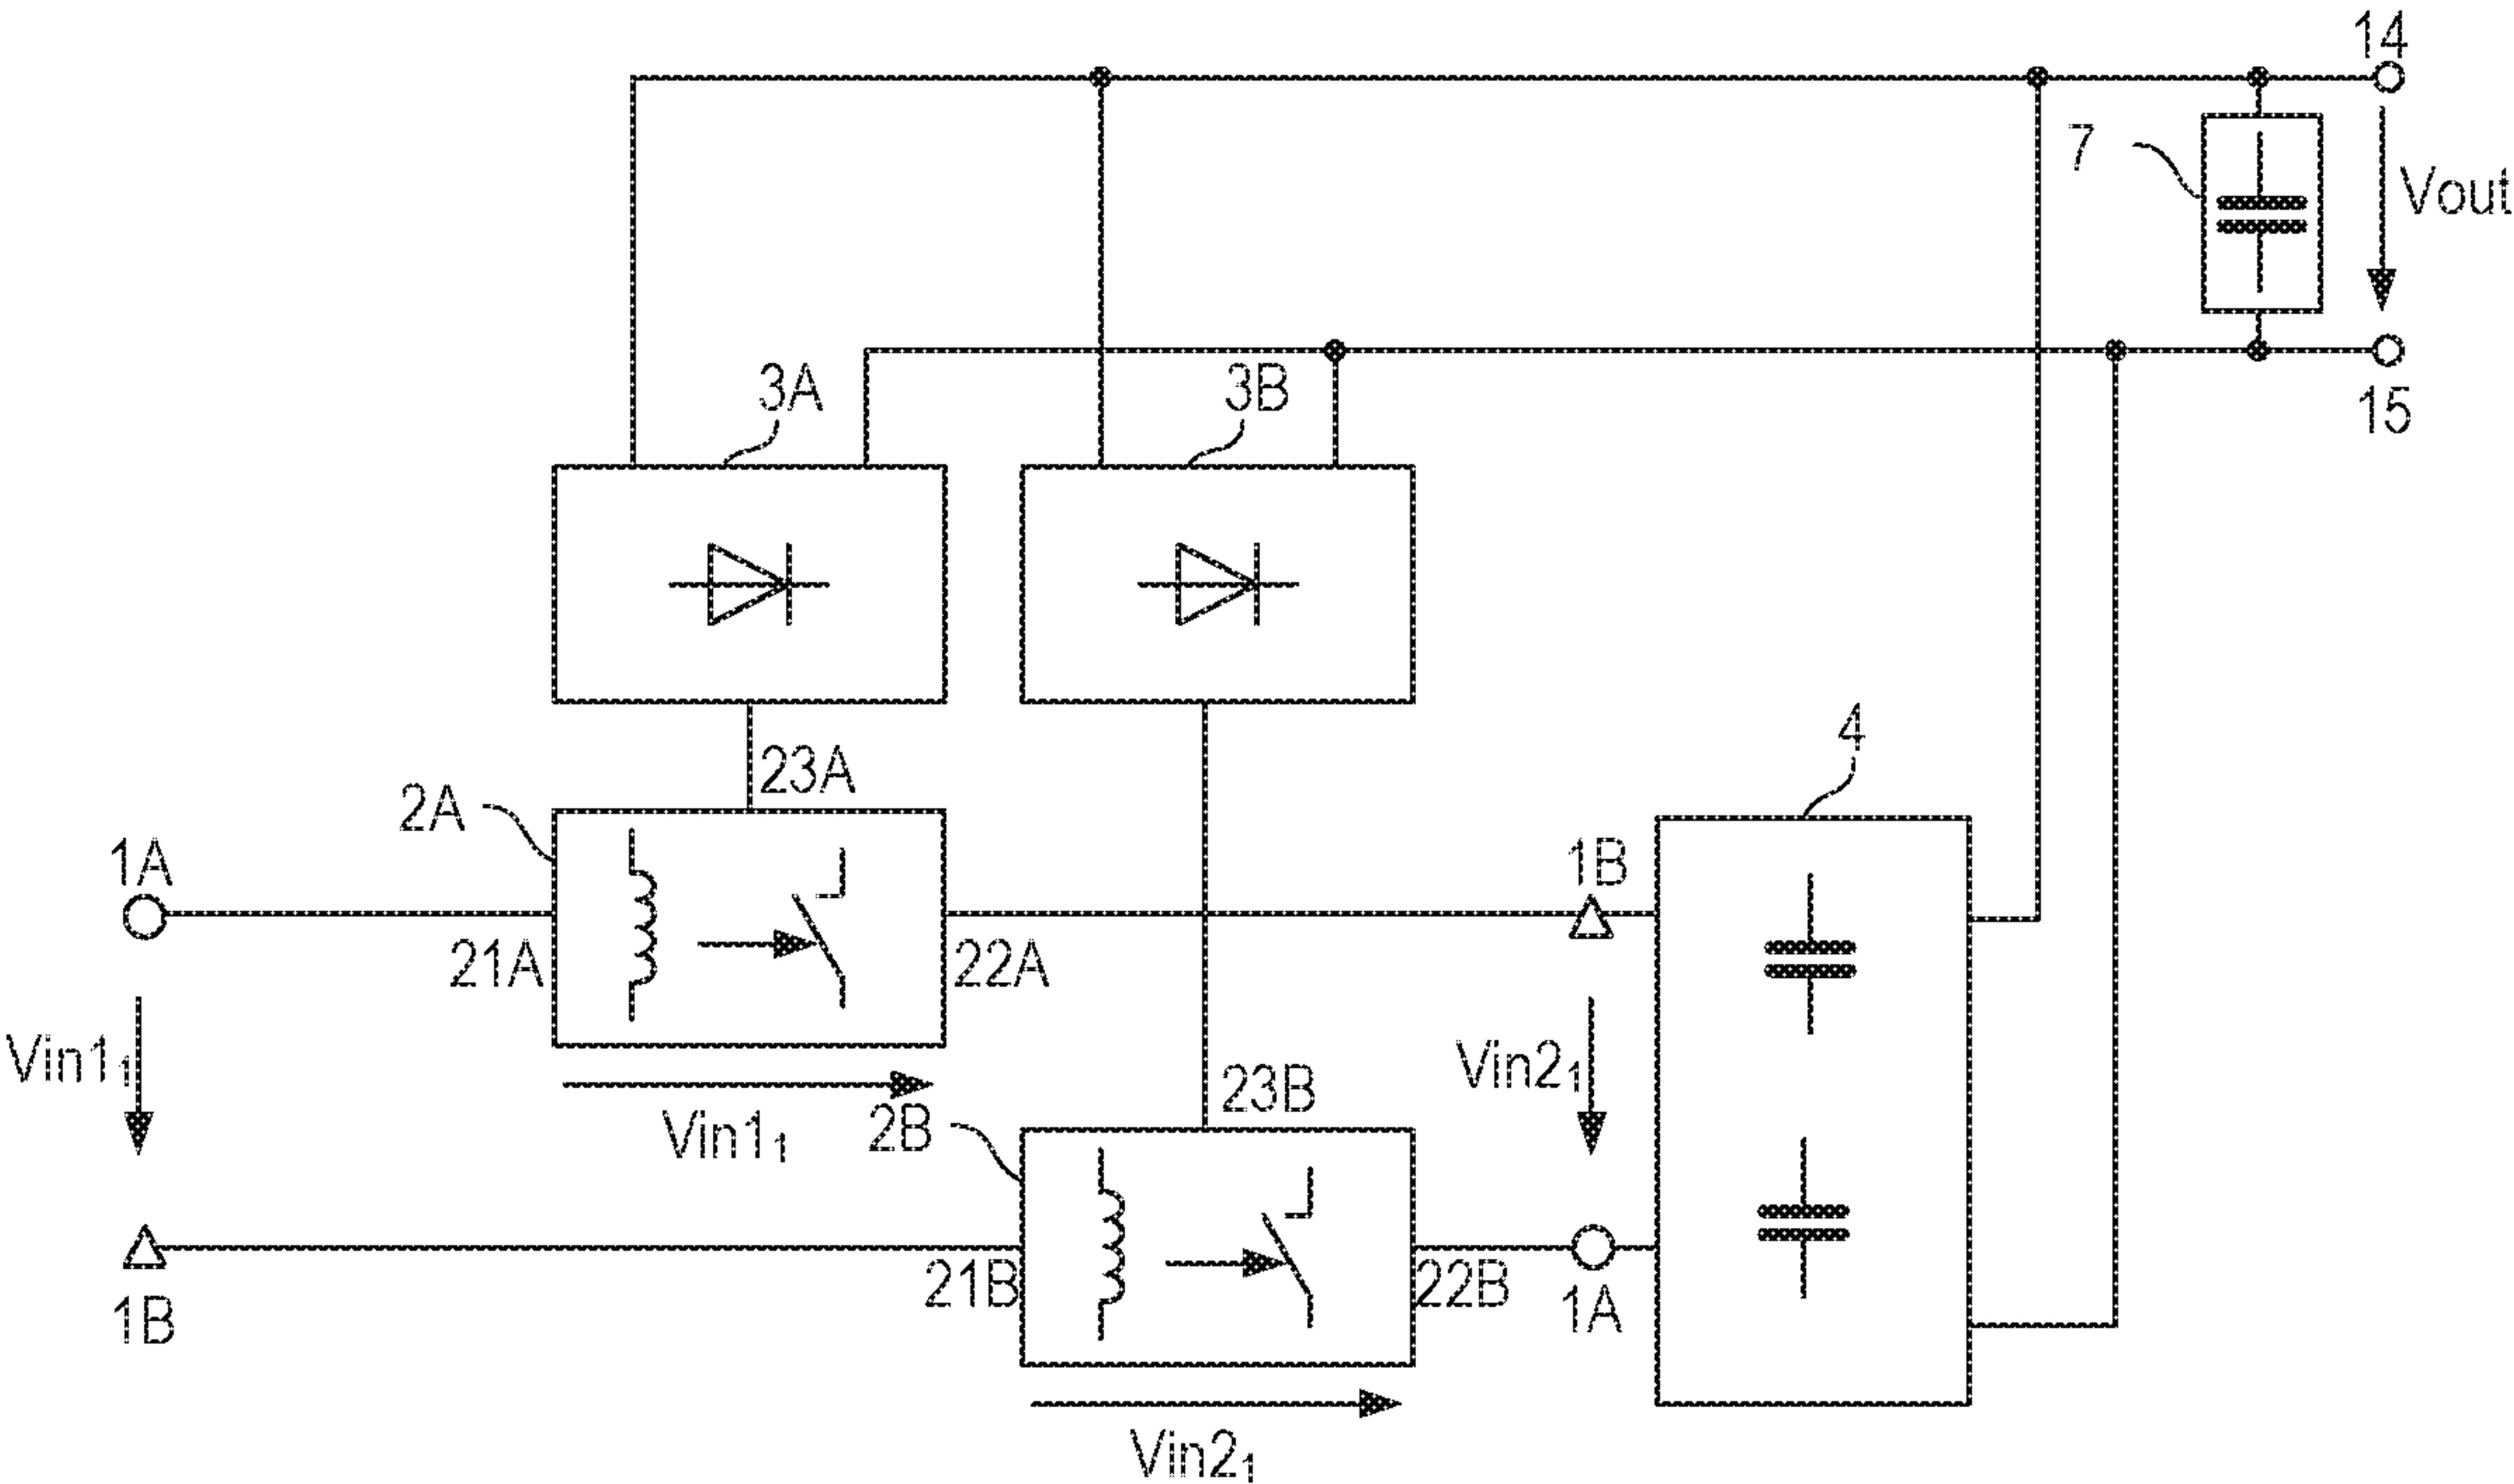 14
7
Vout
3A
3B
15
4
23A
2A
1A
1B
21A
22A
Vin1₁
Vin2₁
23B
Vin1₁
2B
21B
22B
1A
1B
Vin2₁